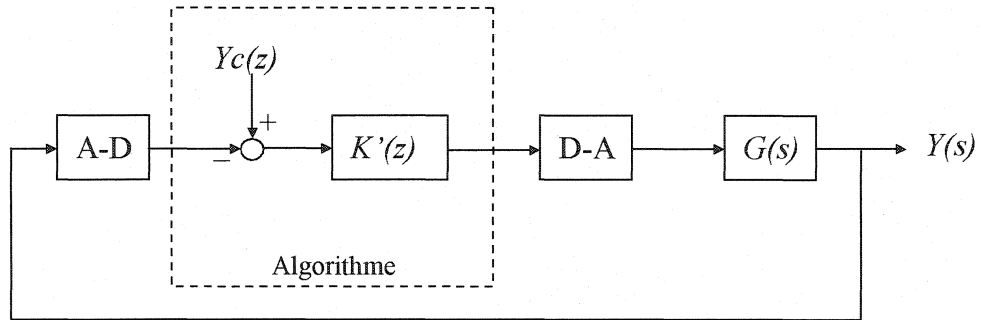 Yc(z)
+
A-D
−
K’(z)
D-A
G(s)
Y(s)
Algorithme